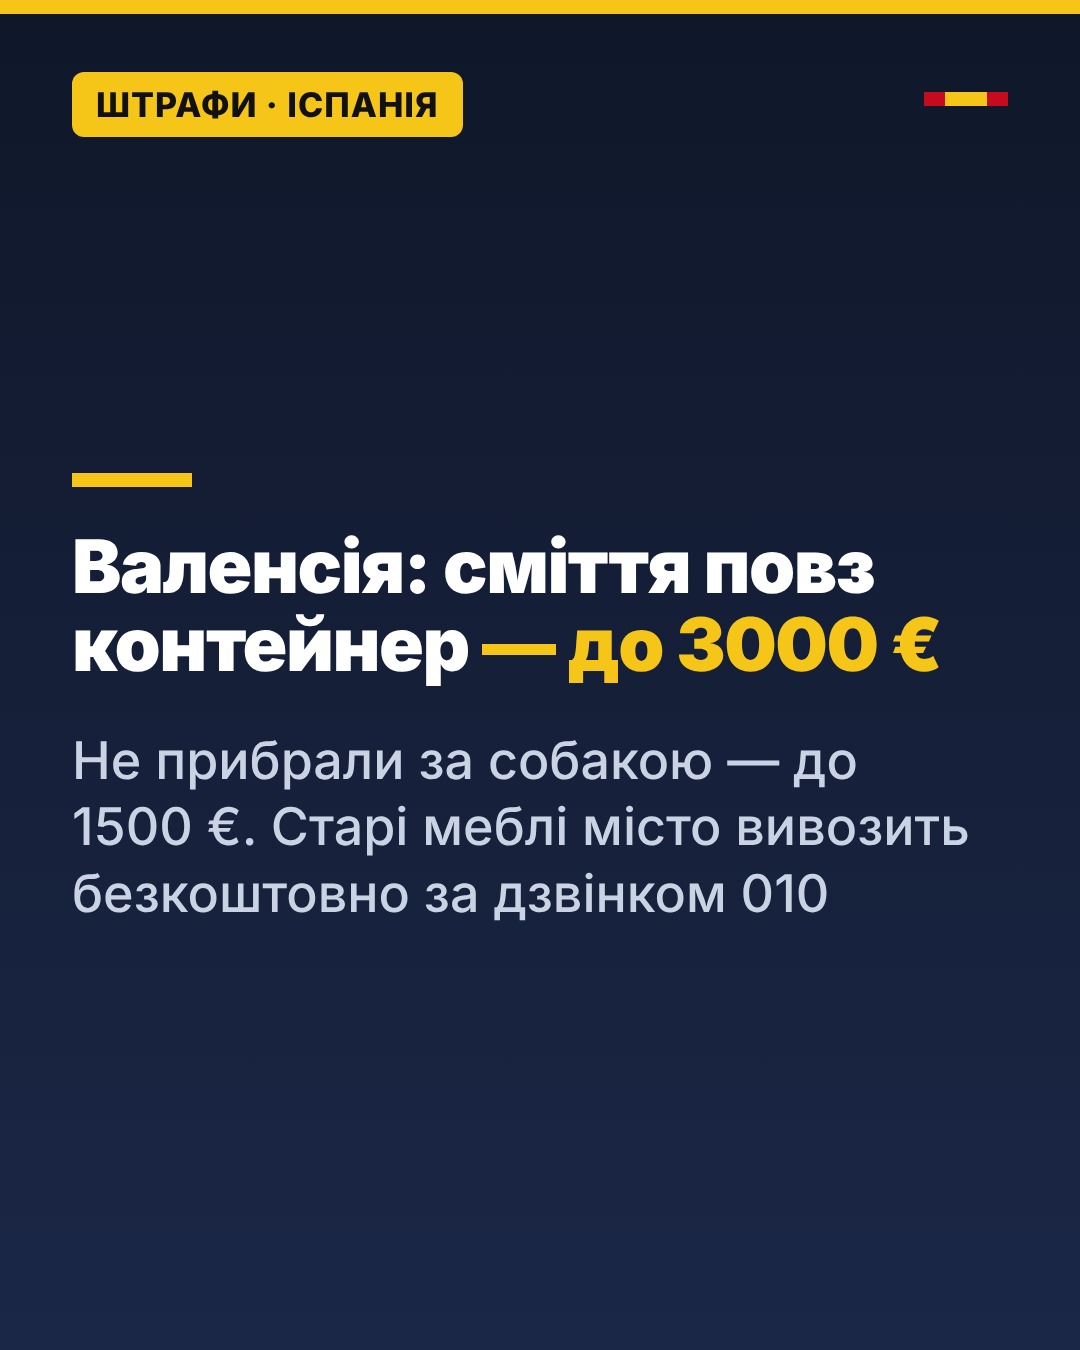 ШТРАФИ · ІСПАНІЯ
Валенсія: сміття повз
контейнер — до 3000 €
Не прибрали за собакою — до
1500 €. Старі меблі місто вивозить
безкоштовно за дзвінком 010